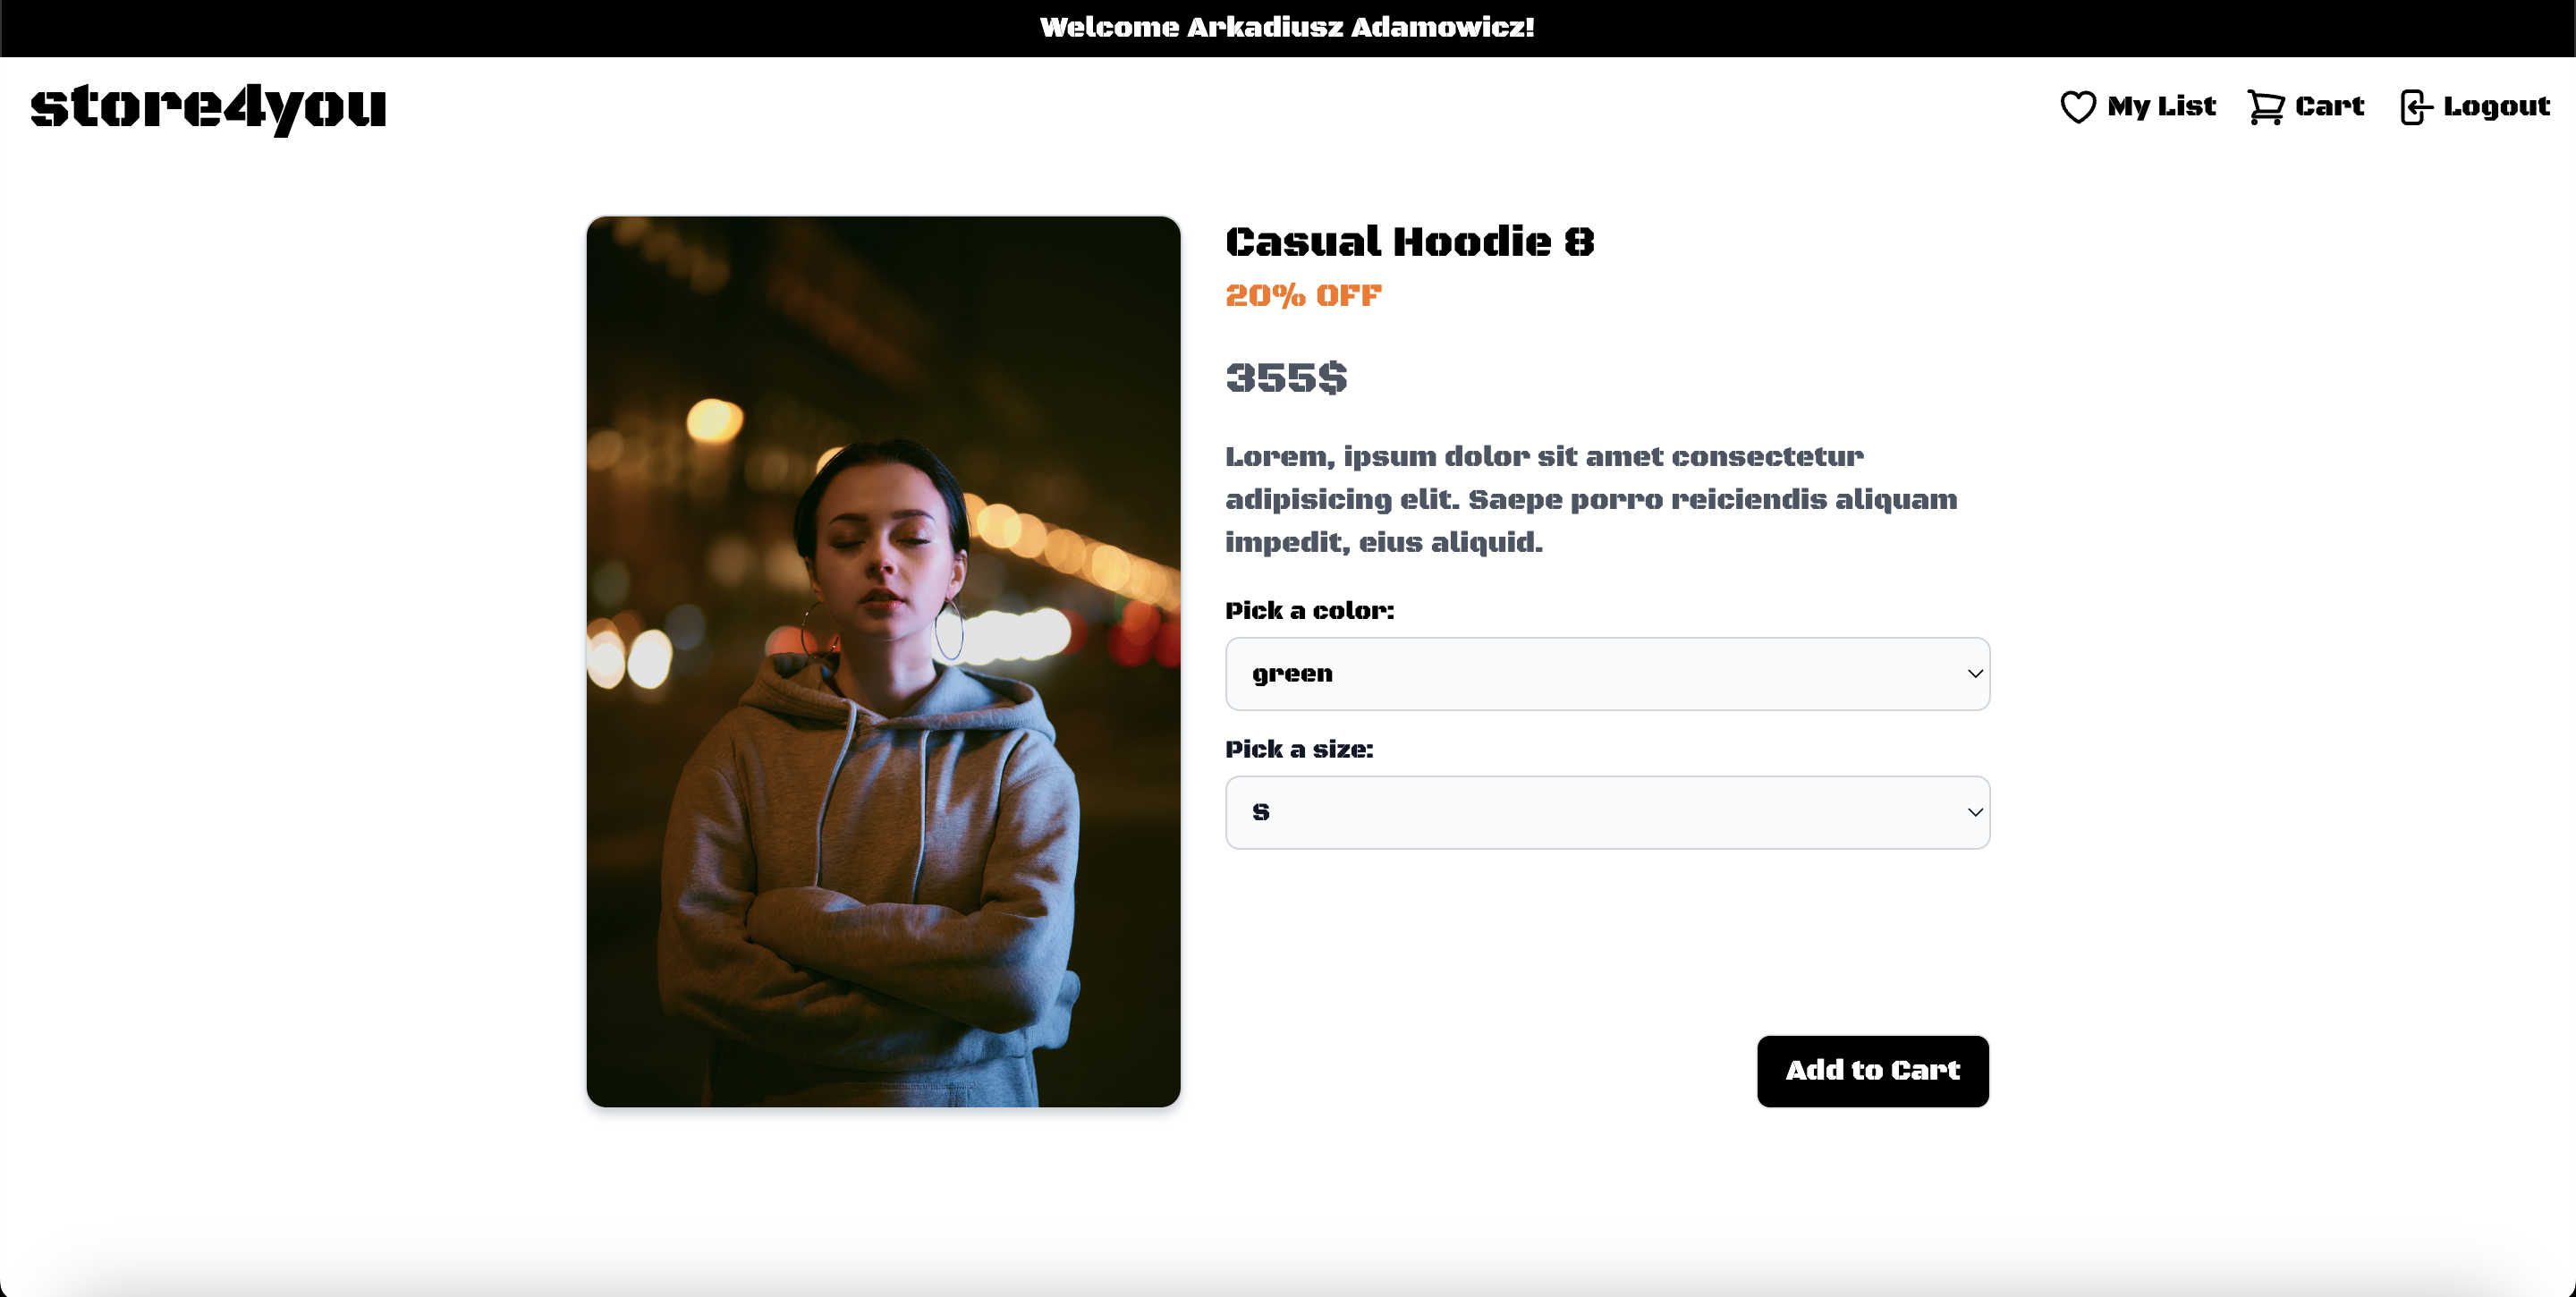 Welcome Arkadiusz Adamowicz!
store4you
My List
Cart
Logout
Casual Hoodie 8
20% OFF
355$
Lorem, ipsum dolor sit amet consectetur
adipisicing elit. Saepe porro reiciendis aliquam
impedit, eius aliquid.
Pick a color:
green
Pick a size:
S
Add to Cart